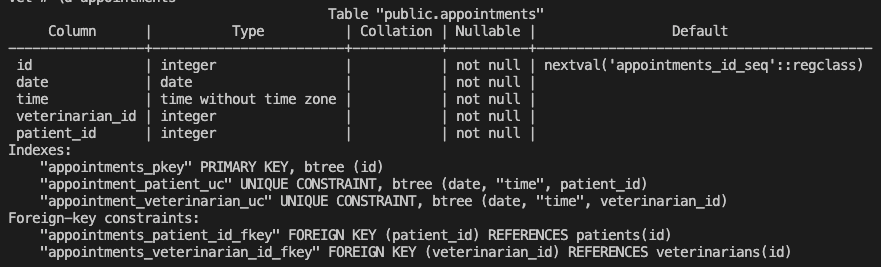 Table "public.appointments"
     Column      |          Type          | Collation | Nullable |                 Default
-----------------+------------------------+-----------+----------+------------------------------------------
 id              | integer                |           | not null | nextval('appointments_id_seq'::regclass)
 date            | date                   |           | not null |
 time            | time without time zone |           | not null |
 veterinarian_id | integer                |           | not null |
 patient_id      | integer                |           | not null |
Indexes:
    "appointments_pkey" PRIMARY KEY, btree (id)
    "appointment_patient_uc" UNIQUE CONSTRAINT, btree (date, "time", patient_id)
    "appointment_veterinarian_uc" UNIQUE CONSTRAINT, btree (date, "time", veterinarian_id)
Foreign-key constraints:
    "appointments_patient_id_fkey" FOREIGN KEY (patient_id) REFERENCES patients(id)
    "appointments_veterinarian_id_fkey" FOREIGN KEY (veterinarian_id) REFERENCES veterinarians(id)